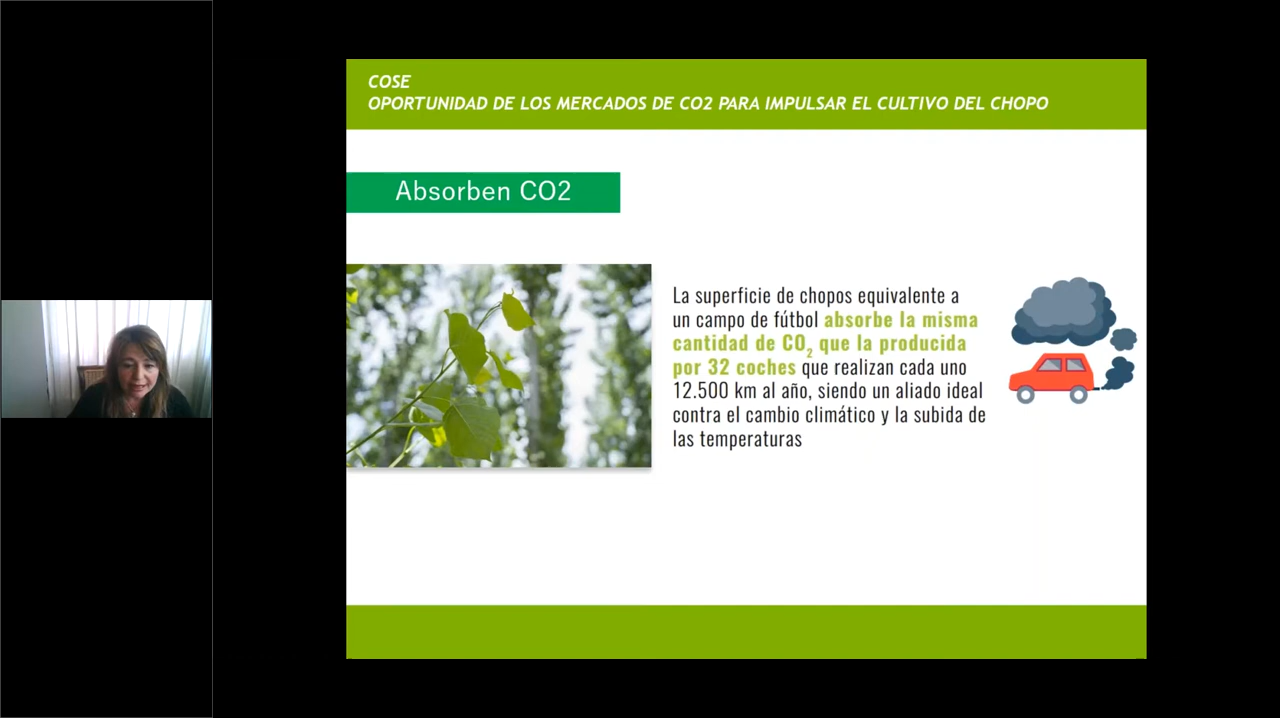 COSE
OPORTUNIDAD DE LOS MERCADOS DE CO2 PARA IMPULSAR EL CULTIVO DEL CHOPO
Absorben CO2
La superficie de chopos equivalente a
un campo de fútbol absorbe la misma
cantidad de CO₂ que la producida
por 32 coches que realizan cada uno
12.500 km al año, siendo un aliado ideal
contra el cambio climático y la subida de
las temperaturas